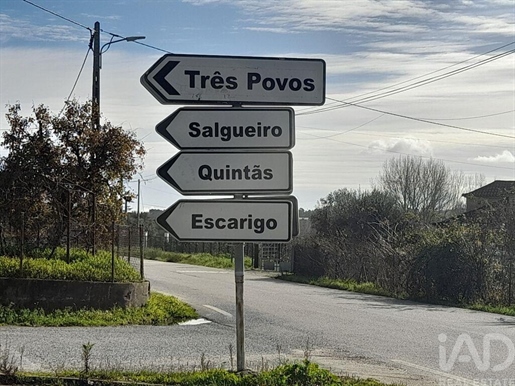 Três Povos
Salgueiro
Quintãs
Escarigo
iAD